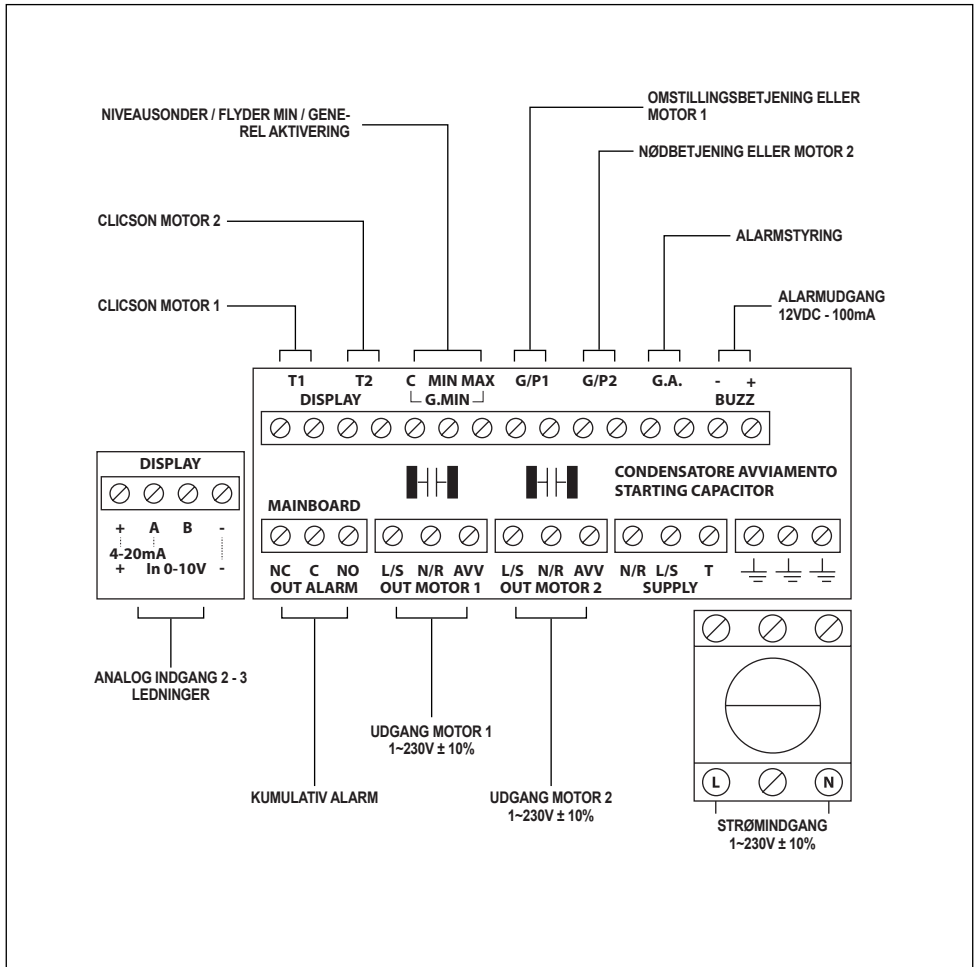 NIVEAUSONDER / FLYDER MIN / GENE-
REL AKTIVERING
OMSTILLINGSBETJENING ELLER
MOTOR 1
NØDBETJENING ELLER MOTOR 2
CLICSON MOTOR 2
ALARMSTYRING
CLICSON MOTOR 1
ALARMUDGANG
12VDC - 100mA
T1 T2 C MIN MAX G/P1 G/P2 G.A. - +
DISPLAY G.MIN BUZZ
DISPLAY
+ A B -
4-20mA
+ In 0-10V -
CONDENSATORE AVVIAMENTO
STARTING CAPACITOR
MAINBOARD
NC C NO L/S N/R AVV L/S N/R AVV N/R L/S T
OUT ALARM OUT MOTOR 1 OUT MOTOR 2 SUPPLY
ANALOG INDGANG 2 - 3
LEDNINGER
UDGANG MOTOR 1
1~230V ± 10%
KUMULATIV ALARM
UDGANG MOTOR 2
1~230V ± 10%
L N
STRØMINDGANG
1~230V ± 10%